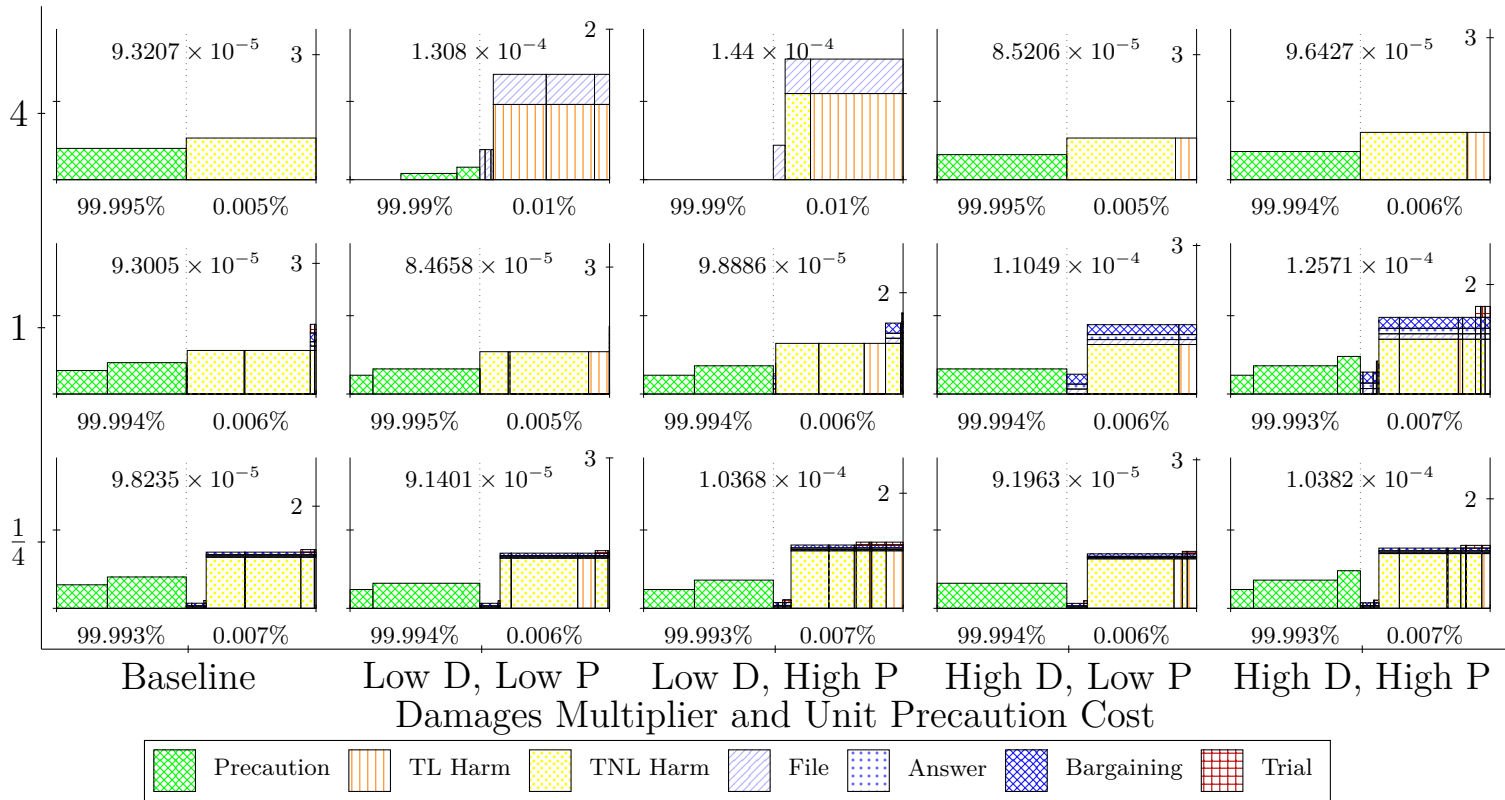 9.3207 × 10⁻⁵ 3 1.308 × 10⁻⁴ 2 1.44 × 10⁻⁴ 8.5206 × 10⁻⁵ 3 9.6427 × 10⁻⁵ 3
4
99.995% 0.005% 99.99% 0.01% 99.99% 0.01% 99.995% 0.005% 99.994% 0.006%
9.3005 × 10⁻⁵ 3 8.4658 × 10⁻⁵ 3 9.8886 × 10⁻⁵ 2 1.1049 × 10⁻⁴ 3 1.2571 × 10⁻⁴ 2
1
99.994% 0.006% 99.995% 0.005% 99.994% 0.006% 99.994% 0.006% 99.993% 0.007%
9.8235 × 10⁻⁵ 2 9.1401 × 10⁻⁵ 3 1.0368 × 10⁻⁴ 2 9.1963 × 10⁻⁵ 3 1.0382 × 10⁻⁴ 2
1/4
99.993% 0.007% 99.994% 0.006% 99.993% 0.007% 99.994% 0.006% 99.993% 0.007%
Baseline Low D, Low P Low D, High P High D, Low P High D, High P
Damages Multiplier and Unit Precaution Cost
Precaution TL Harm TNL Harm File Answer Bargaining Trial